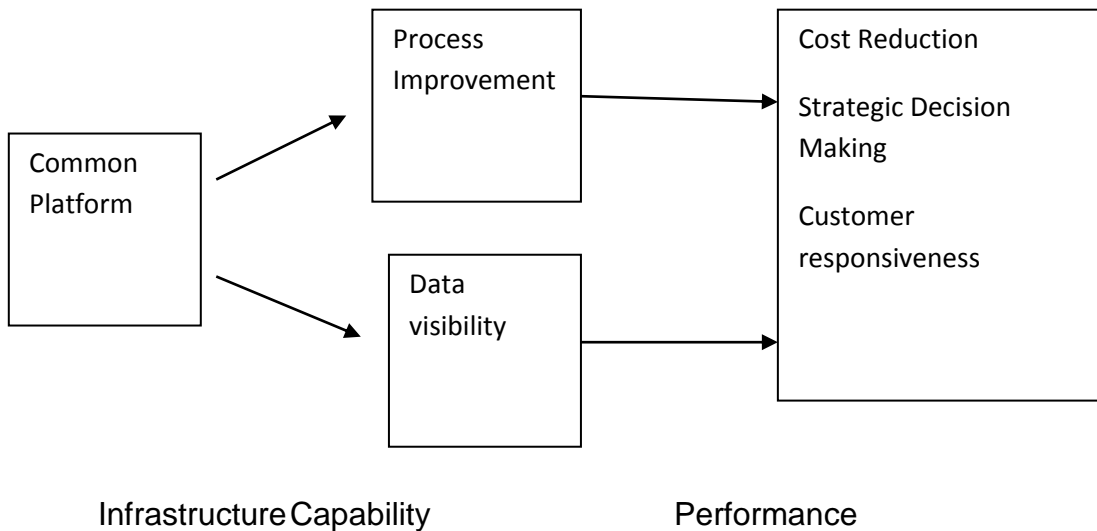 Common
Platform
Process
Improvement
Data
visibility
Cost Reduction
Strategic Decision
Making
Customer
responsiveness
Infrastructure Capability
Performance